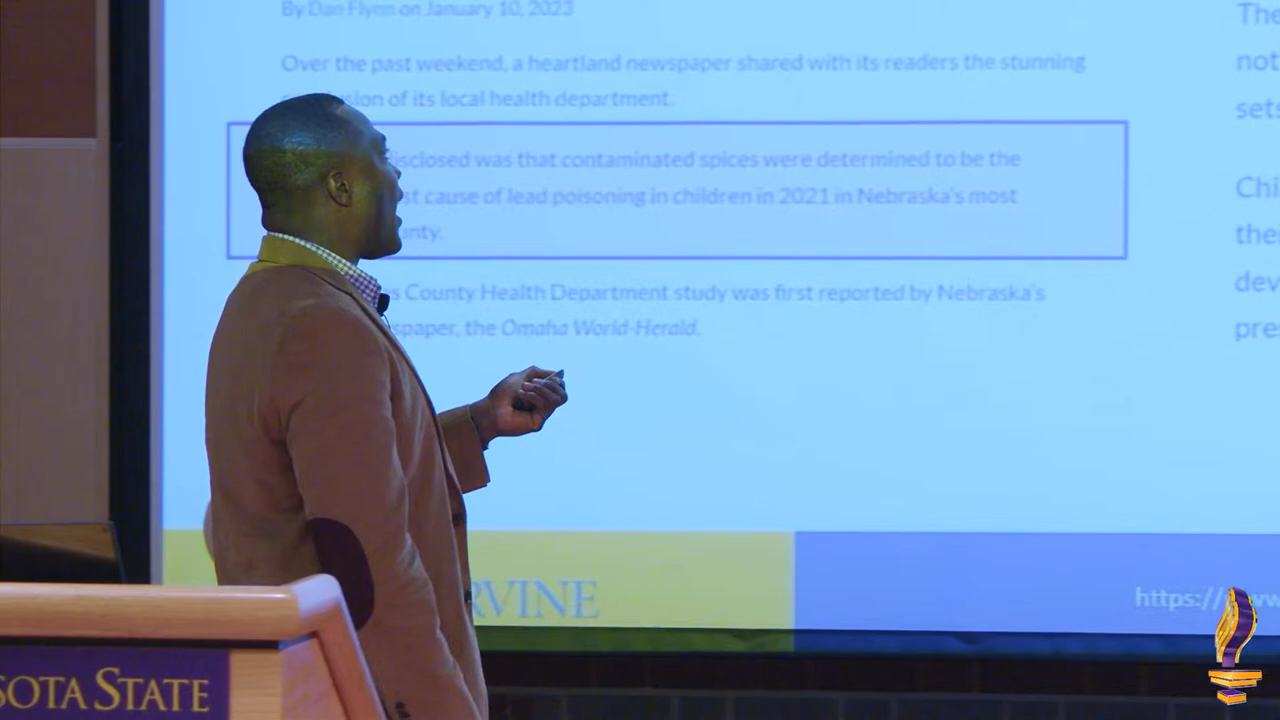 By Dan Flynn on January 10, 2023
Over the past weekend, a heartland newspaper shared with its readers the stunning
of its local health department.
disclosed was that contaminated spices were determined to be the
cause of lead poisoning in children in 2021 in Nebraska's most
County Health Department study was first reported by Nebraska's
the Omaha World-Herald.
The
not
sets
Chi
the
dev
pre
RVINE
https://
SOTA STATE